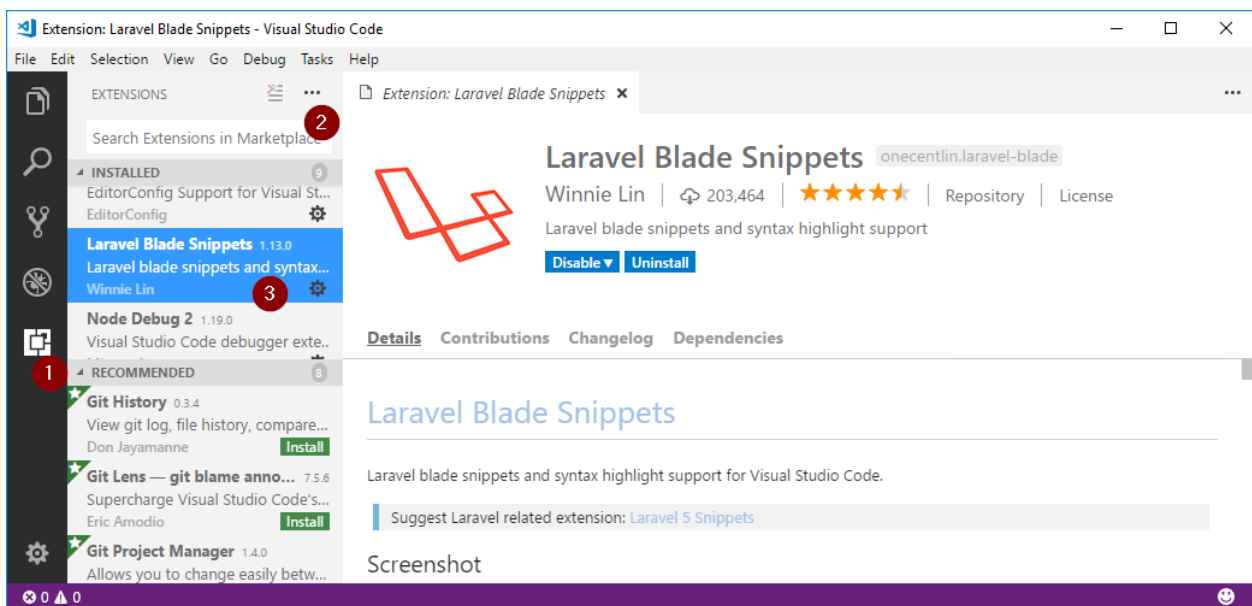 Extension: Laravel Blade Snippets - Visual Studio Code
File Edit Selection View Go Debug Tasks Help
EXTENSIONS
2
Search Extensions in Marketplace
INSTALLED 9
EditorConfig Support for Visual St...
EditorConfig
Laravel Blade Snippets 1.13.0
Laravel blade snippets and syntax...
Winnie Lin
3
Node Debug 2 1.19.0
Visual Studio Code debugger exte..
1
RECOMMENDED 8
Git History 0.3.4
View git log, file history, compare...
Don Jayamanne Install
Git Lens — git blame anno... 7.5.6
Supercharge Visual Studio Code's...
Eric Amodio Install
Git Project Manager 1.4.0
Allows you to change easily betw...
Extension: Laravel Blade Snippets
Laravel Blade Snippets onecentlin.laravel-blade
Winnie Lin 203,464 Repository License
Laravel blade snippets and syntax highlight support
Disable Uninstall
Details Contributions Changelog Dependencies
Laravel Blade Snippets
Laravel blade snippets and syntax highlight support for Visual Studio Code.
Suggest Laravel related extension: Laravel 5 Snippets
Screenshot
0 0